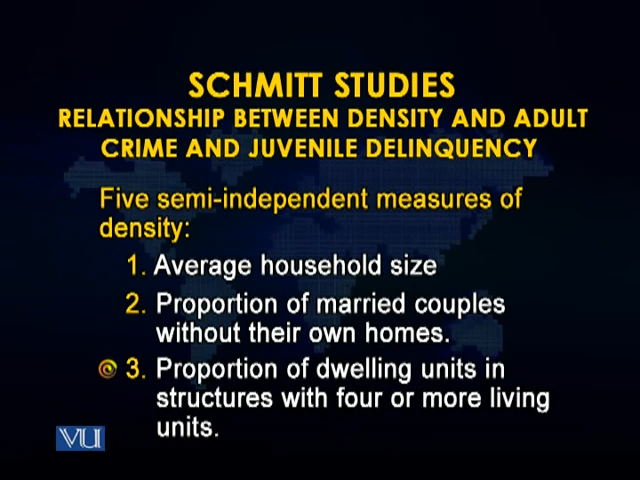 SCHMITT STUDIES
RELATIONSHIP BETWEEN DENSITY AND ADULT
CRIME AND JUVENILE DELINQUENCY
Five semi-independent measures of
density:
1. Average household size
2. Proportion of married couples
without their own homes.
3. Proportion of dwelling units in
structures with four or more living
units.
VU